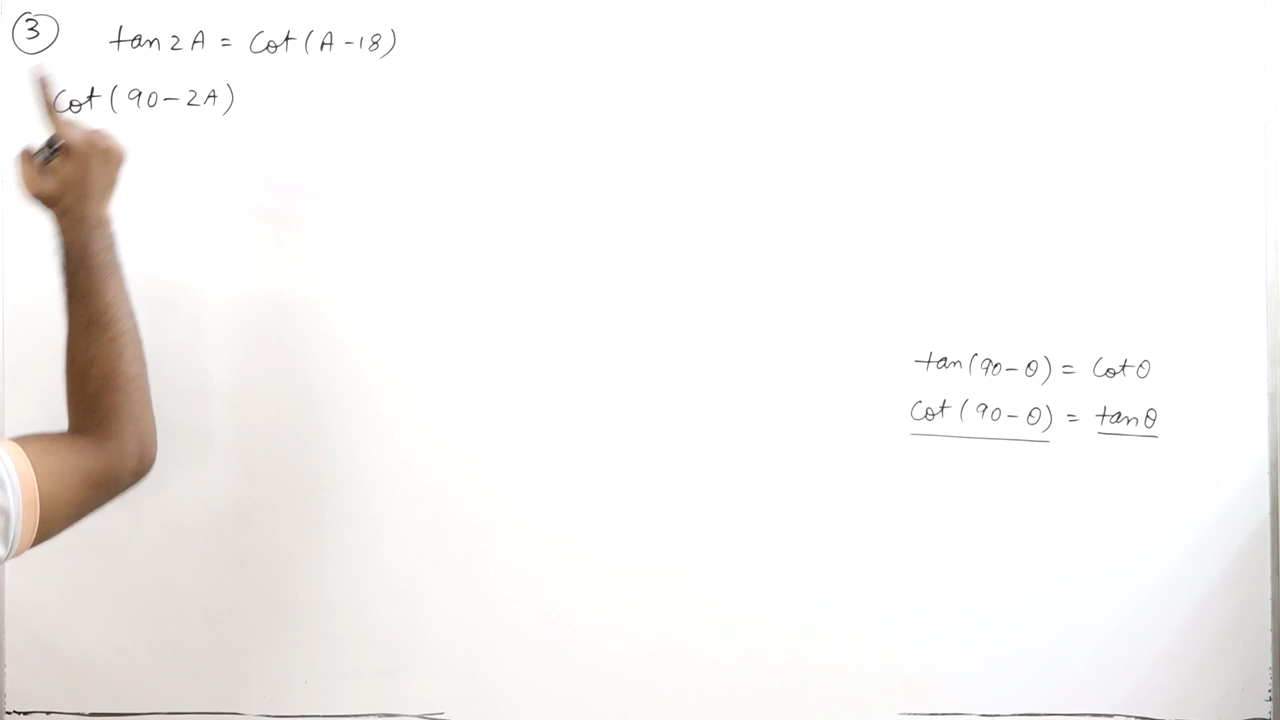 3 tan 2A = Cot (A - 18)
Cot (90 - 2A)
tan (90 - θ) = Cot θ
Cot (90 - θ) = tan θ